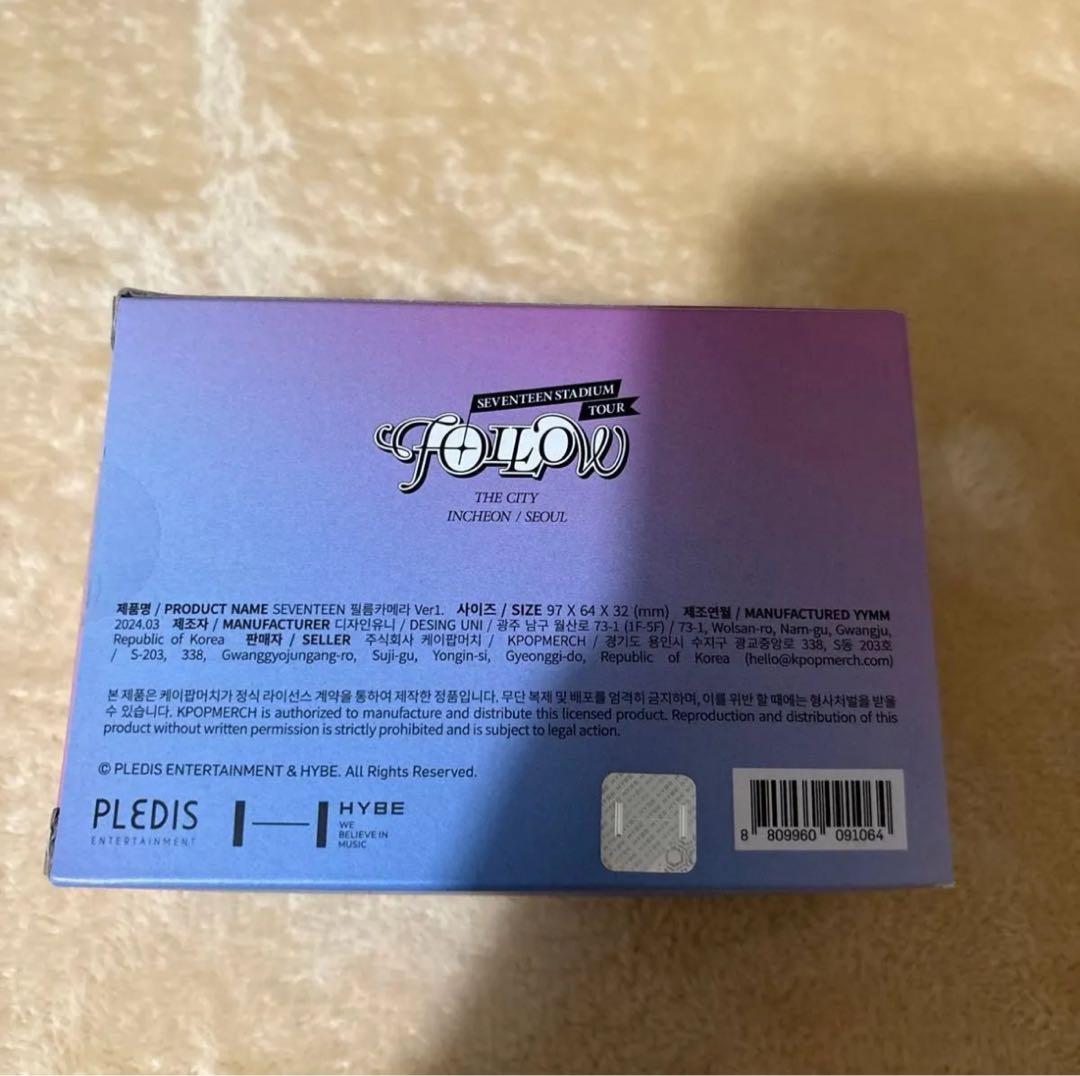 SEVENTEEN STADIUM
TOUR
FOLLOW
THE CITY
INCHEON / SEOUL
제품명 / PRODUCT NAME SEVENTEEN 필름카메라 Ver1. 사이즈 / SIZE 97 X 64 X 32 (mm) 제조연월 / MANUFACTURED YYMM
2024.03 제조자 / MANUFACTURER 디자인유니 / DESING UNI / 광주 남구 월산로 73-1 (1F-5F) / 73-1, Wolsan-ro, Nam-gu, Gwangju,
Republic of Korea 판매자 / SELLER 주식회사 케이팝머치 / KPOPMERCH / 경기도 용인시 수지구 광교중앙로 338, S동 203호
/ S-203, 338, Gwanggyojungang-ro, Suji-gu, Yongin-si, Gyeonggi-do, Republic of Korea (hello@kpopmerch.com)
본 제품은 케이팝머치가 정식 라이선스 계약을 통하여 제작한 정품입니다. 무단 복제 및 배포를 엄격히 금지하며, 이를 위반 할 때에는 형사처벌을 받을
수 있습니다. KPOPMERCH is authorized to manufacture and distribute this licensed product. Reproduction and distribution of this
product without written permission is strictly prohibited and is subject to legal action.
© PLEDIS ENTERTAINMENT & HYBE. All Rights Reserved.
PLEDIS
ENTERTAINMENT
HYBE
WE
BELIEVE IN
MUSIC
8 809960 091064